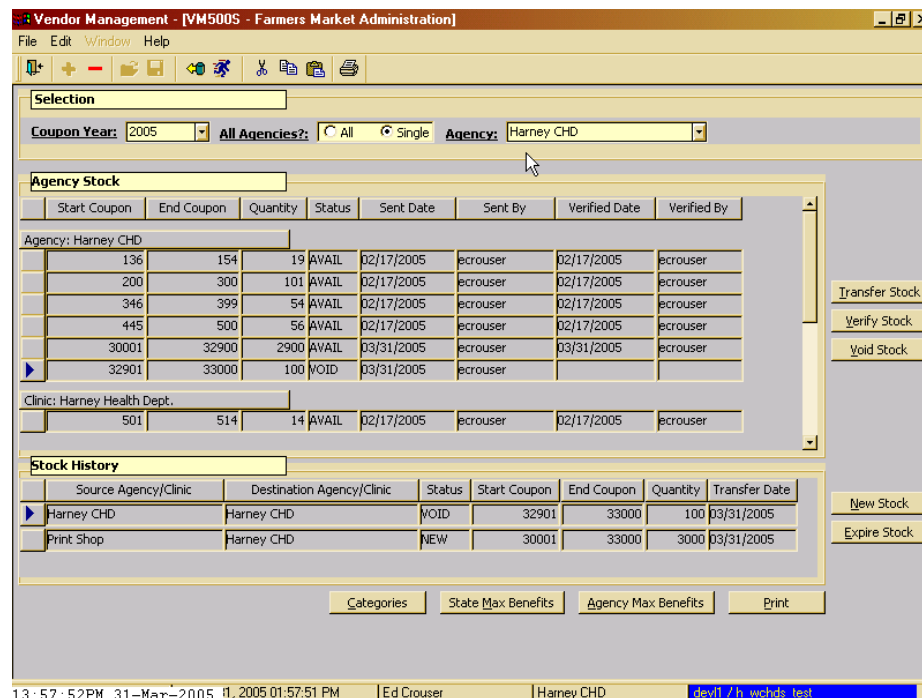 Vendor Management - [VM500S - Farmers Market Administration]
File Edit Window Help
Selection
Coupon Year: 2005 All Agencies?: All Single Agency: Harney CHD
Agency Stock
Start Coupon End Coupon Quantity Status Sent Date Sent By Verified Date Verified By
Agency: Harney CHD
136 154 19 AVAIL 02/17/2005 ecrouser 02/17/2005 ecrouser
200 300 101 AVAIL 02/17/2005 ecrouser 02/17/2005 ecrouser
346 399 54 AVAIL 02/17/2005 ecrouser 02/17/2005 ecrouser
445 500 56 AVAIL 02/17/2005 ecrouser 02/17/2005 ecrouser
30001 32900 2900 AVAIL 03/31/2005 ecrouser 03/31/2005 ecrouser
32901 33000 100 VOID 03/31/2005 ecrouser
Clinic: Harney Health Dept.
501 514 14 AVAIL 02/17/2005 ecrouser 02/17/2005 ecrouser
Transfer Stock
Verify Stock
Void Stock
Stock History
Source Agency/Clinic Destination Agency/Clinic Status Start Coupon End Coupon Quantity Transfer Date
Harney CHD Harney CHD VOID 32901 33000 100 03/31/2005
Print Shop Harney CHD NEW 30001 33000 3000 03/31/2005
New Stock
Expire Stock
Categories State Max Benefits Agency Max Benefits Print
13:57:52PM 31-Mar-2005 1, 2005 01:57:51 PM Ed Crouser Harney CHD devl1 / h_wchds_test